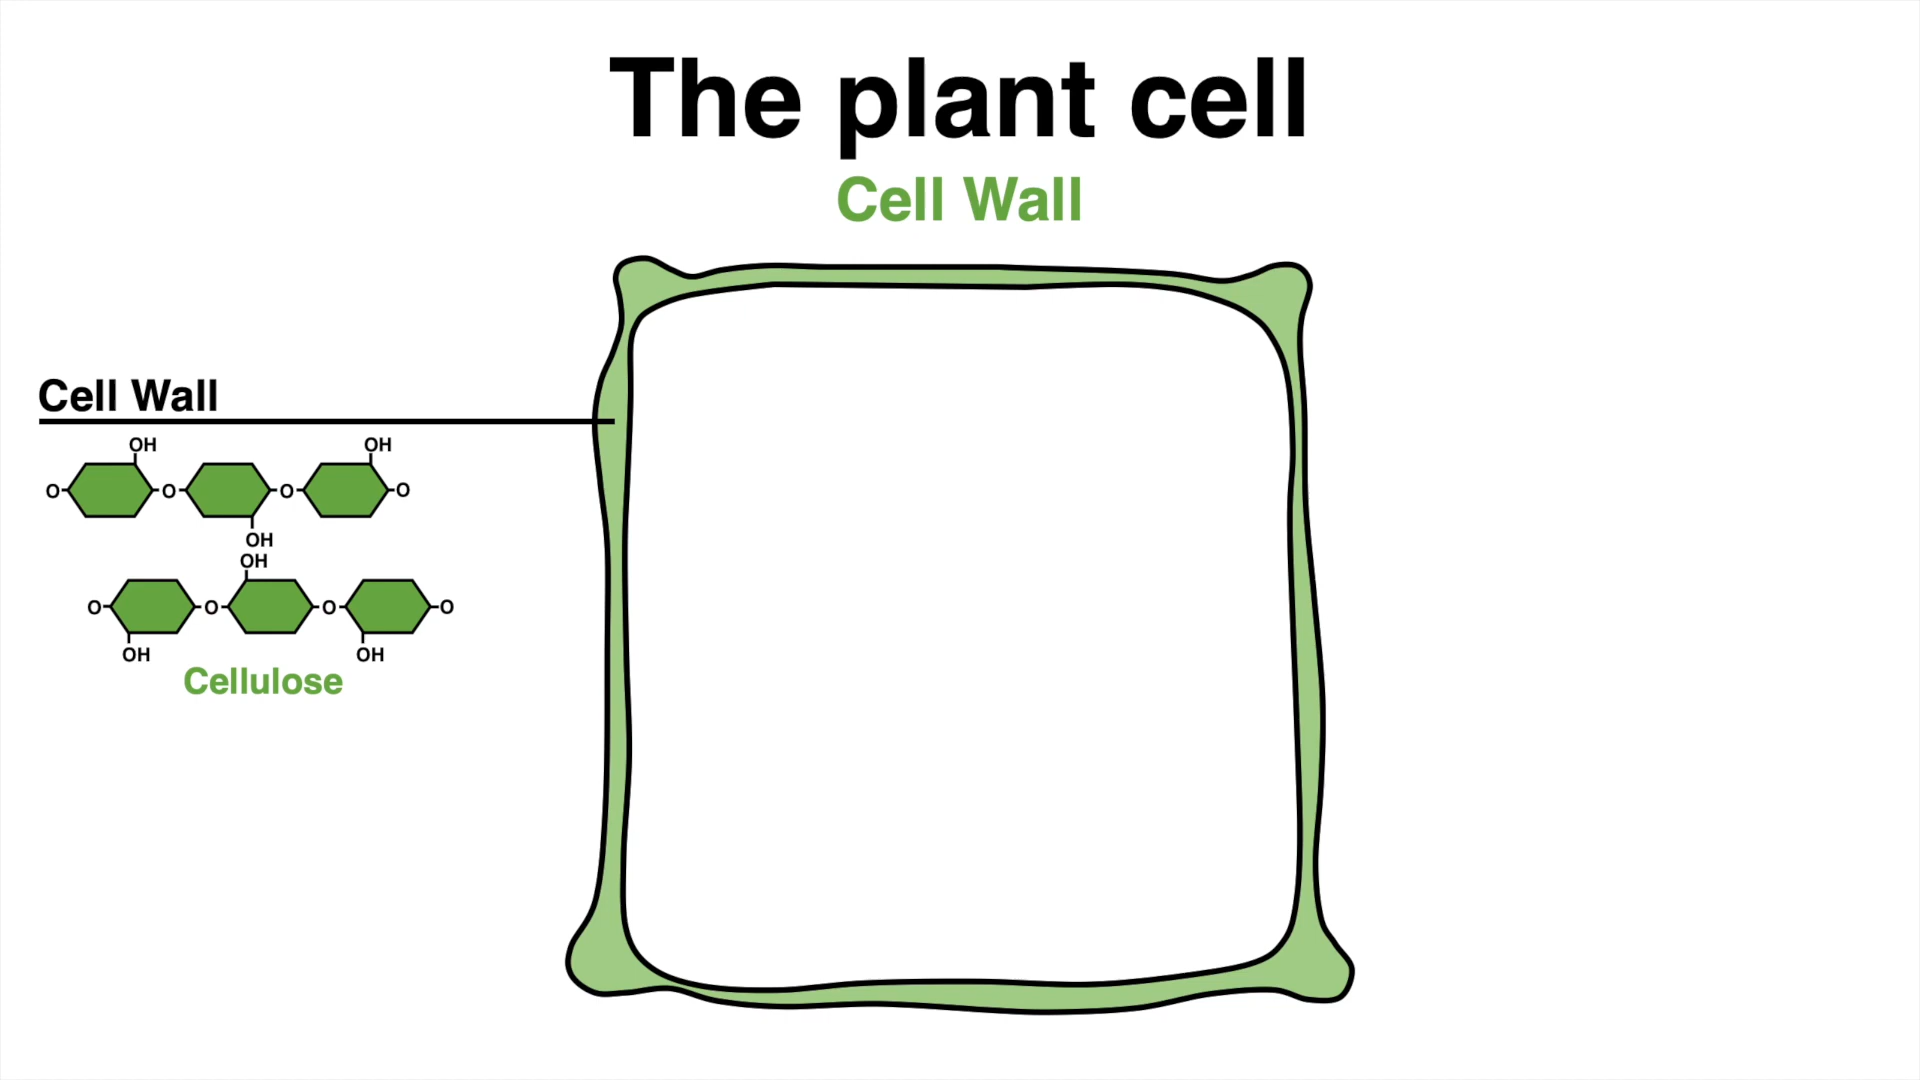 The plant cell
Cell Wall
Cell Wall
OH OH
O O O O
OH
OH
O O O O
OH OH
Cellulose